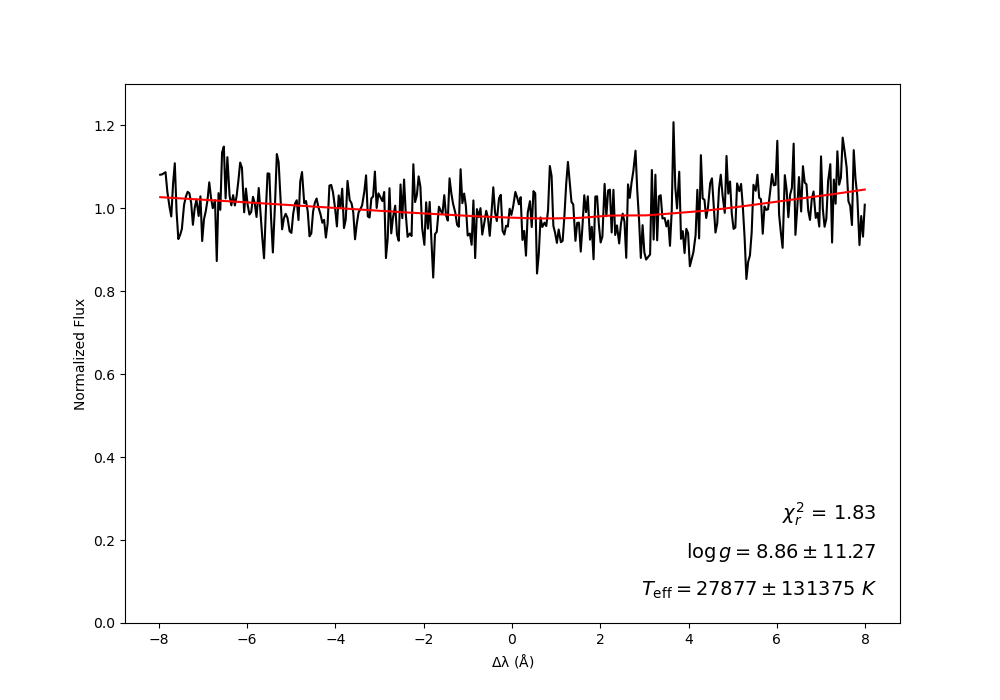 1.2
1.0
0.8
0.6
0.4
0.2
0.0
Normalized Flux
χ²ᵣ = 1.83
log g = 8.86 ± 11.27
T_eff = 27877 ± 131375 K
−8 −6 −4 −2 0 2 4 6 8
Δλ (Å)